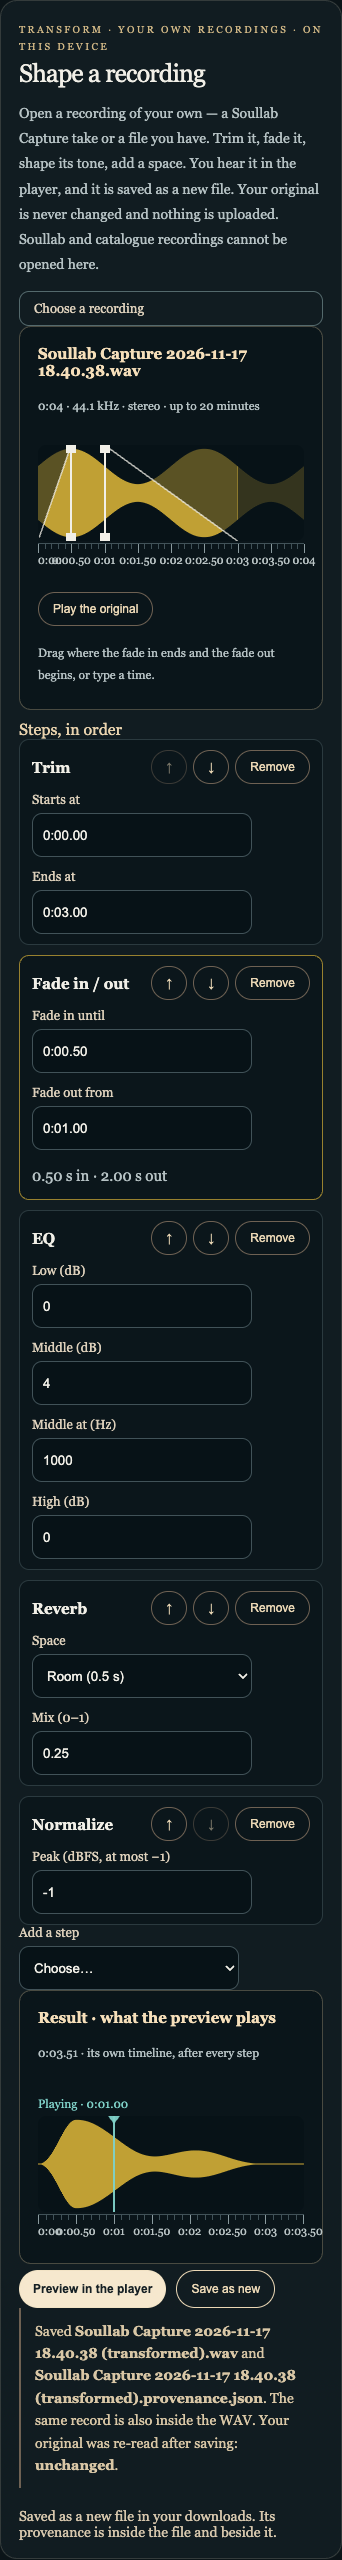 TRANSFORM · YOUR OWN RECORDINGS · ON
THIS DEVICE
Shape a recording
Open a recording of your own — a Soullab
Capture take or a file you have. Trim it, fade it,
shape its tone, add a space. You hear it in the
player, and it is saved as a new file. Your original
is never changed and nothing is uploaded.
Soullab and catalogue recordings cannot be
opened here.
Choose a recording
Soullab Capture 2026-11-17
18.40.38.wav
0:04 · 44.1 kHz · stereo · up to 20 minutes
0:00 0:00.50 0:01 0:01.50 0:02 0:02.50 0:03 0:03.50 0:04
Play the original
Drag where the fade in ends and the fade out
begins, or type a time.
Steps, in order
Trim ↑ ↓ Remove
Starts at
0:00.00
Ends at
0:03.00
Fade in / out ↑ ↓ Remove
Fade in until
0:00.50
Fade out from
0:01.00
0.50 s in · 2.00 s out
EQ ↑ ↓ Remove
Low (dB)
0
Middle (dB)
4
Middle at (Hz)
1000
High (dB)
0
Reverb ↑ ↓ Remove
Space
Room (0.5 s)
Mix (0–1)
0.25
Normalize ↑ ↓ Remove
Peak (dBFS, at most −1)
-1
Add a step
Choose…
Result · what the preview plays
0:03.51 · its own timeline, after every step
Playing · 0:01.00
0:00 0:00.50 0:01 0:01.50 0:02 0:02.50 0:03 0:03.50
Preview in the player Save as new
Saved Soullab Capture 2026-11-17
18.40.38 (transformed).wav and
Soullab Capture 2026-11-17 18.40.38
(transformed).provenance.json. The
same record is also inside the WAV. Your
original was re-read after saving:
unchanged.
Saved as a new file in your downloads. Its
provenance is inside the file and beside it.